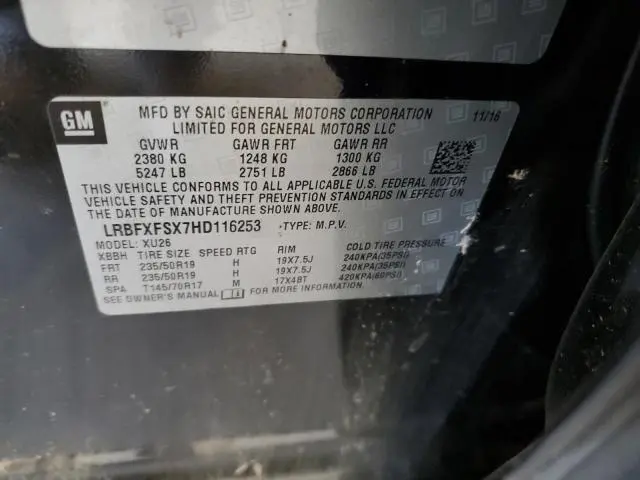 GM
MFD BY SAIC GENERAL MOTORS CORPORATION 11/16
LIMITED FOR GENERAL MOTORS LLC
GVWR GAWR FRT GAWR RR
2380 KG 1248 KG 1300 KG
5247 LB 2751 LB 2866 LB
THIS VEHICLE CONFORMS TO ALL APPLICABLE U.S. FEDERAL MOTOR
VEHICLE SAFETY AND THEFT PREVENTION STANDARDS IN EFFECT ON
THE DATE OF MANUFACTURE SHOWN ABOVE.
LRBFXFSX7HD116253 TYPE: M.P.V.
MODEL: XU26
XBBH TIRE SIZE SPEED RTG RIM COLD TIRE PRESSURE
FRT 235/50R19 H 19X7.5J 240KPA(35PSI)
RR 235/50R19 H 19X7.5J 240KPA(35PSI)
SPA T145/70R17 M 17X4BT 420KPA(60PSI)
SEE OWNER'S MANUAL FOR MORE INFORMATION.